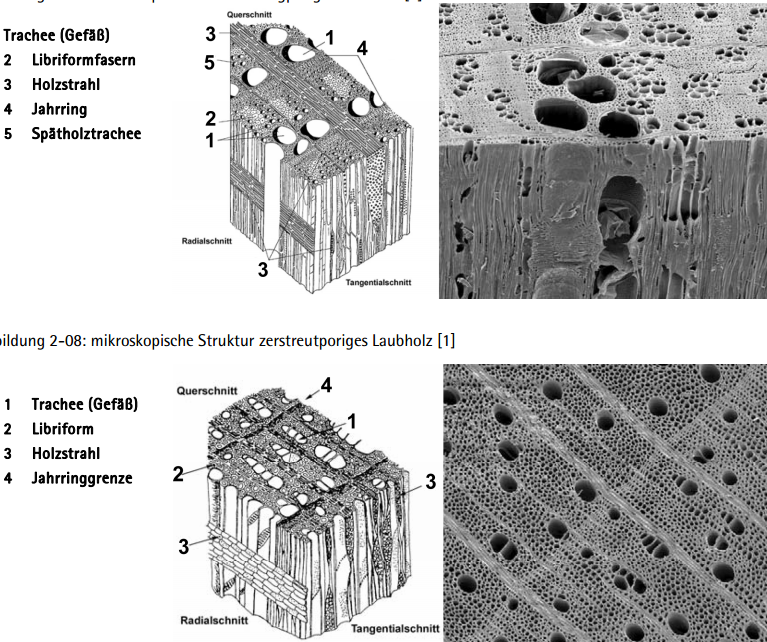 Trachee (Gefäß)
2 Libriformfasern
3 Holzstrahl
4 Jahrring
5 Spätholztrachee
Querschnitt
3
1
4
5
2
1
Radialschnitt
3
Tangentialschnitt
bildung 2-08: mikroskopische Struktur zerstreutporiges Laubholz [1]
1 Trachee (Gefäß)
2 Libriform
3 Holzstrahl
4 Jahrringgrenze
Querschnitt
4
1
2
3
3
Radialschnitt
Tangentialschnitt